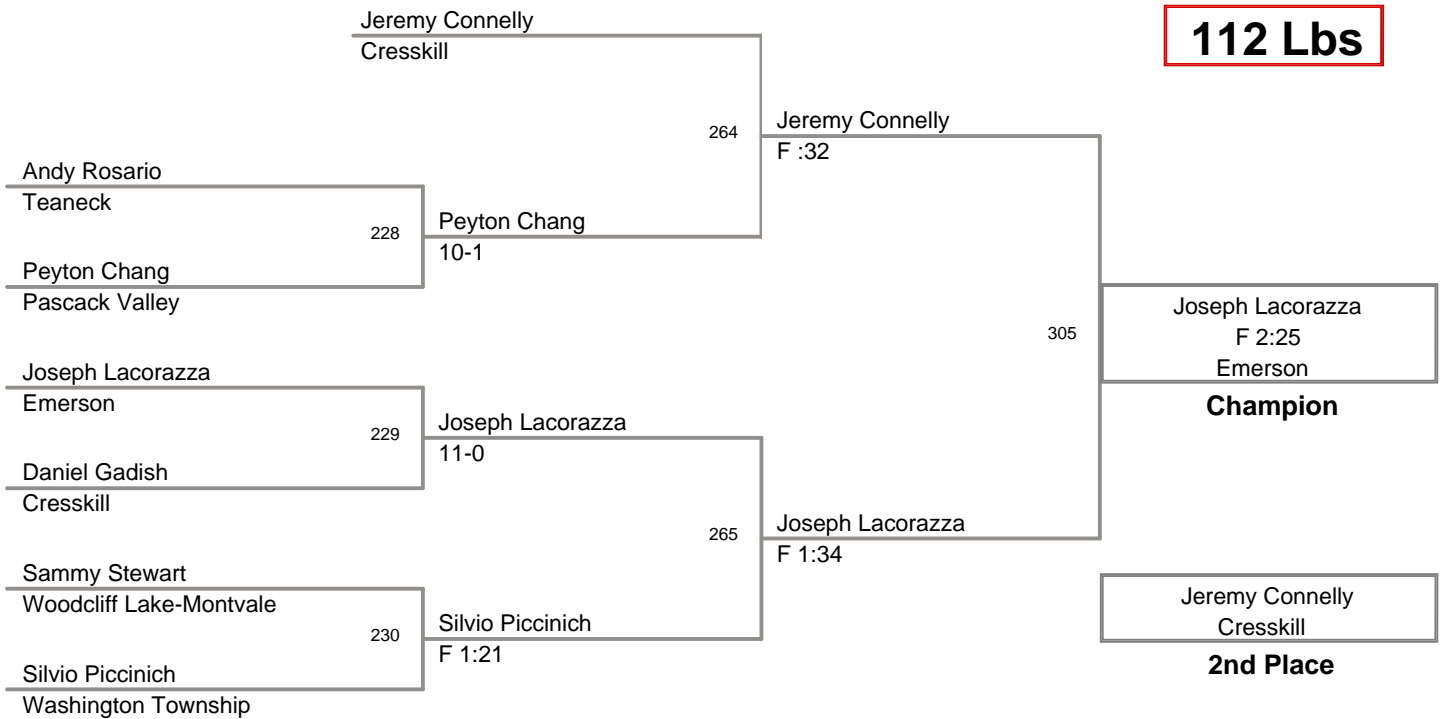 Jeremy Connelly
Cresskill
112 Lbs
264
Jeremy Connelly
F :32
Andy Rosario
Teaneck
228
Peyton Chang
10-1
Peyton Chang
Pascack Valley
305
Joseph Lacorazza
F 2:25
Emerson
Champion
Joseph Lacorazza
Emerson
229
Joseph Lacorazza
11-0
Daniel Gadish
Cresskill
265
Joseph Lacorazza
F 1:34
Sammy Stewart
Woodcliff Lake-Montvale
230
Silvio Piccinich
F 1:21
Silvio Piccinich
Washington Township
Jeremy Connelly
Cresskill
2nd Place